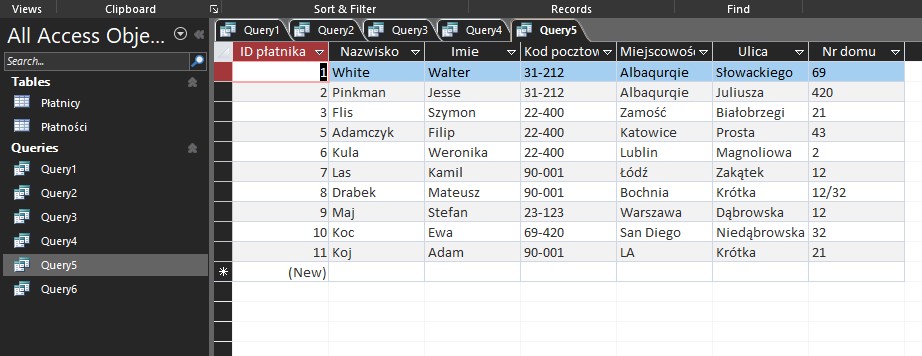 Views Clipboard Sort & Filter Records Find
All Access Obje...
Search...
Tables
Płatnicy
Płatności
Queries
Query1
Query2
Query3
Query4
Query5
Query6
Query1 Query2 Query3 Query4 Query5
ID płatnika Nazwisko Imie Kod pocztow Miejscowość Ulica Nr domu
1 White Walter 31-212 Albaqurqie Słowackiego 69
2 Pinkman Jesse 31-212 Albaqurqie Juliusza 420
3 Flis Szymon 22-400 Zamość Białobrzegi 21
5 Adamczyk Filip 22-400 Katowice Prosta 43
6 Kula Weronika 22-400 Lublin Magnoliowa 2
7 Las Kamil 90-001 Łódź Zakątek 12
8 Drabek Mateusz 90-001 Bochnia Krótka 12/32
9 Maj Stefan 23-123 Warszawa Dąbrowska 12
10 Koc Ewa 69-420 San Diego Niedąbrowska 32
11 Koj Adam 90-001 LA Krótka 21
(New)